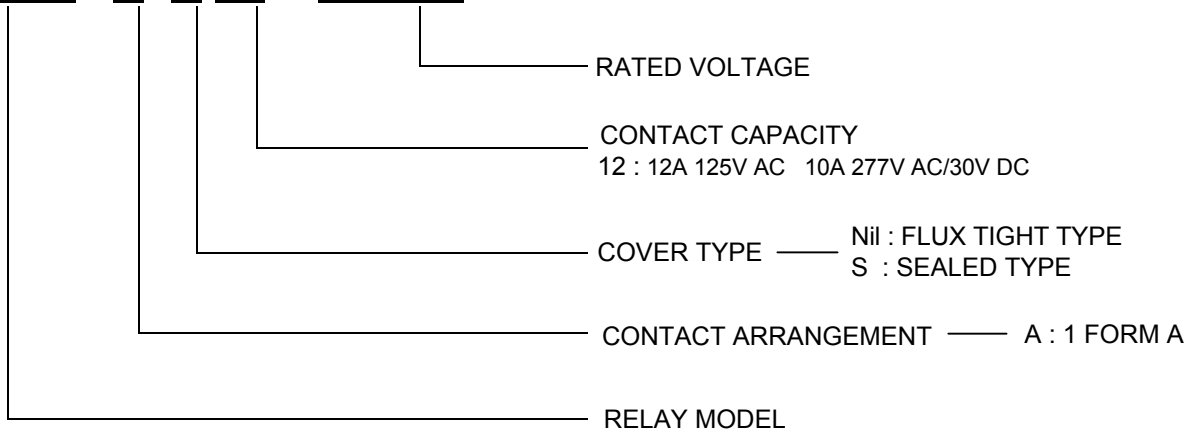 RATED VOLTAGE
CONTACT CAPACITY
12 : 12A 125V AC 10A 277V AC/30V DC
COVER TYPE
Nil : FLUX TIGHT TYPE
S : SEALED TYPE
CONTACT ARRANGEMENT
A : 1 FORM A
RELAY MODEL